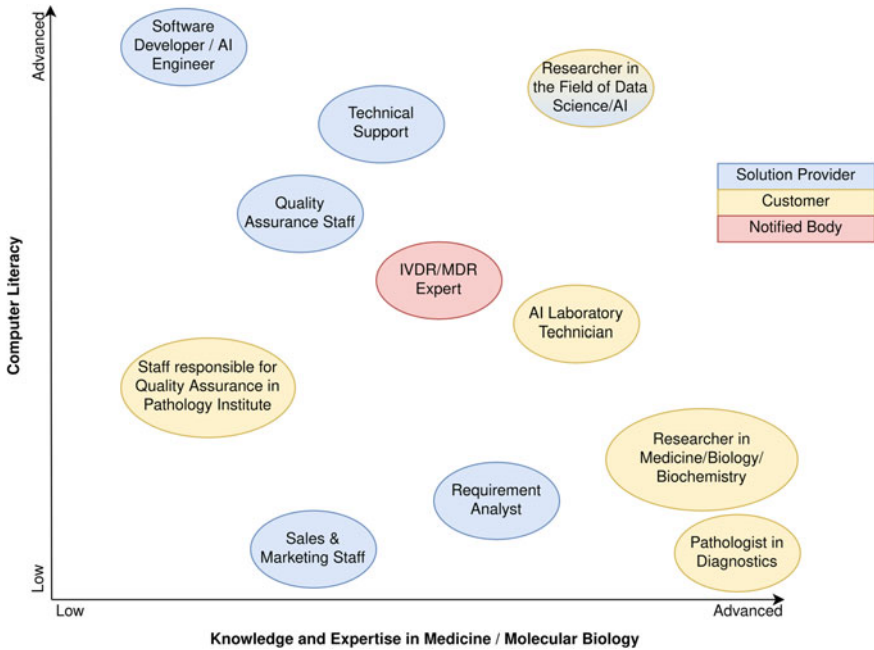 Advanced
Software
Developer / AI
Engineer
Researcher in
the Field of Data
Science/AI
Technical
Support
Solution Provider
Customer
Notified Body
Quality
Assurance Staff
IVDR/MDR
Expert
Computer Literacy
AI Laboratory
Technician
Staff responsible for
Quality Assurance in
Pathology Institute
Researcher in
Medicine/Biology/
Biochemistry
Requirement
Analyst
Sales &
Marketing Staff
Pathologist in
Diagnostics
Low
Low
Advanced
Knowledge and Expertise in Medicine / Molecular Biology